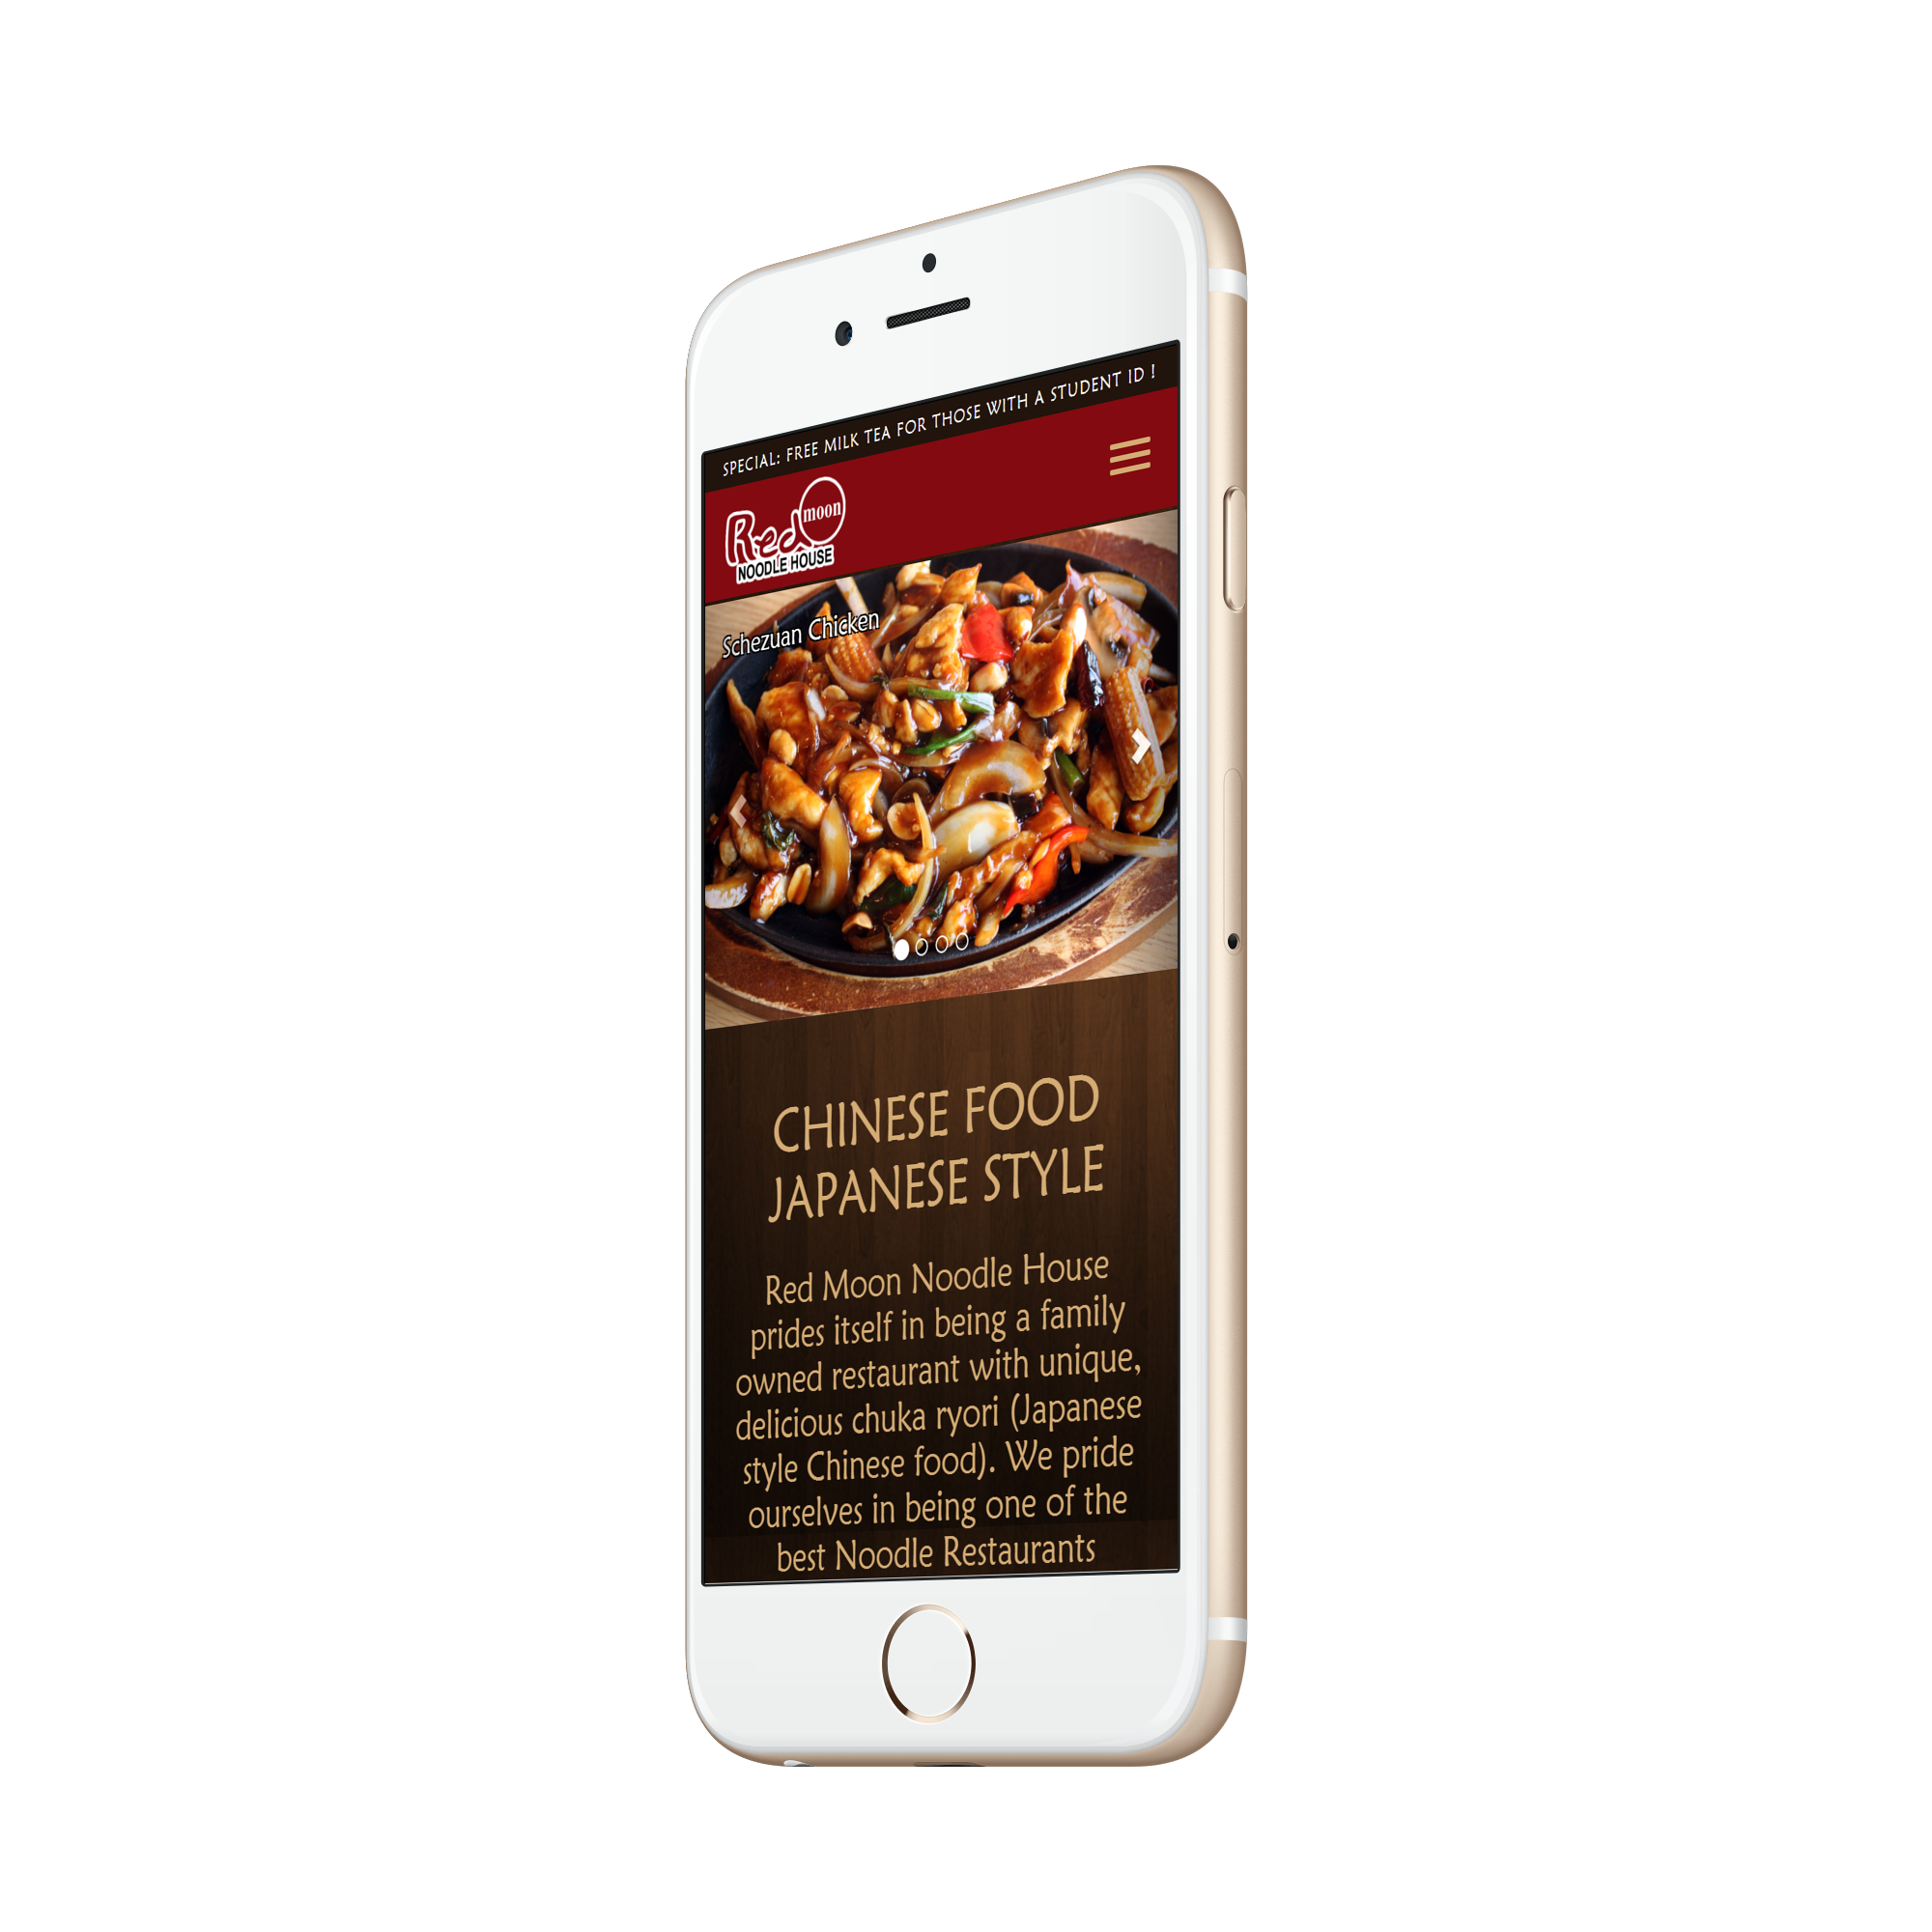 SPECIAL: FREE MILK TEA FOR THOSE WITH A STUDENT ID !
Red moon
NOODLE HOUSE
Schezuan Chicken
CHINESE FOOD
JAPANESE STYLE
Red Moon Noodle House
prides itself in being a family
owned restaurant with unique,
delicious chuka ryori (Japanese
style Chinese food). We pride
ourselves in being one of the
best Noodle Restaurants